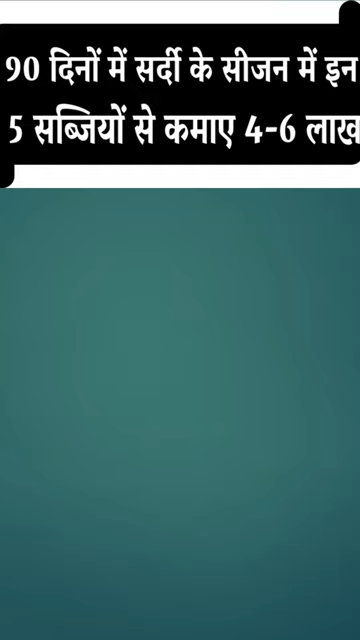 90 दिनों में सर्दी के सीजन में इन
5 सब्जियों से कमाए 4-6 लाख